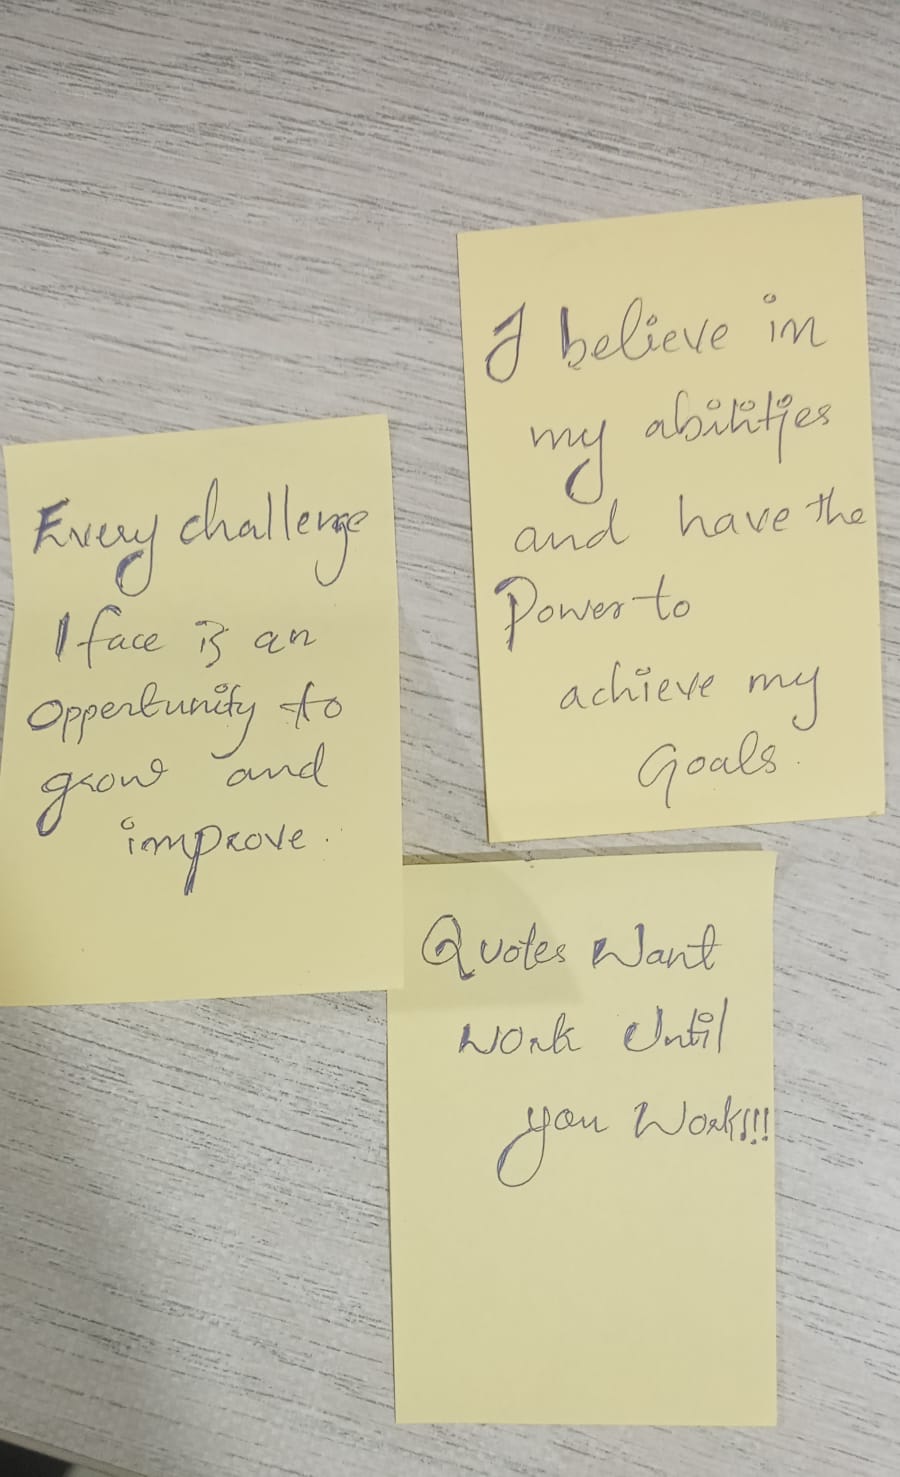 Every challenge
I face is an
Oppertunity to
grow and
improve.
I believe in
my abilities
and have the
Power to
achieve my
Goals.
Quotes Want
work Until
you Work!!!